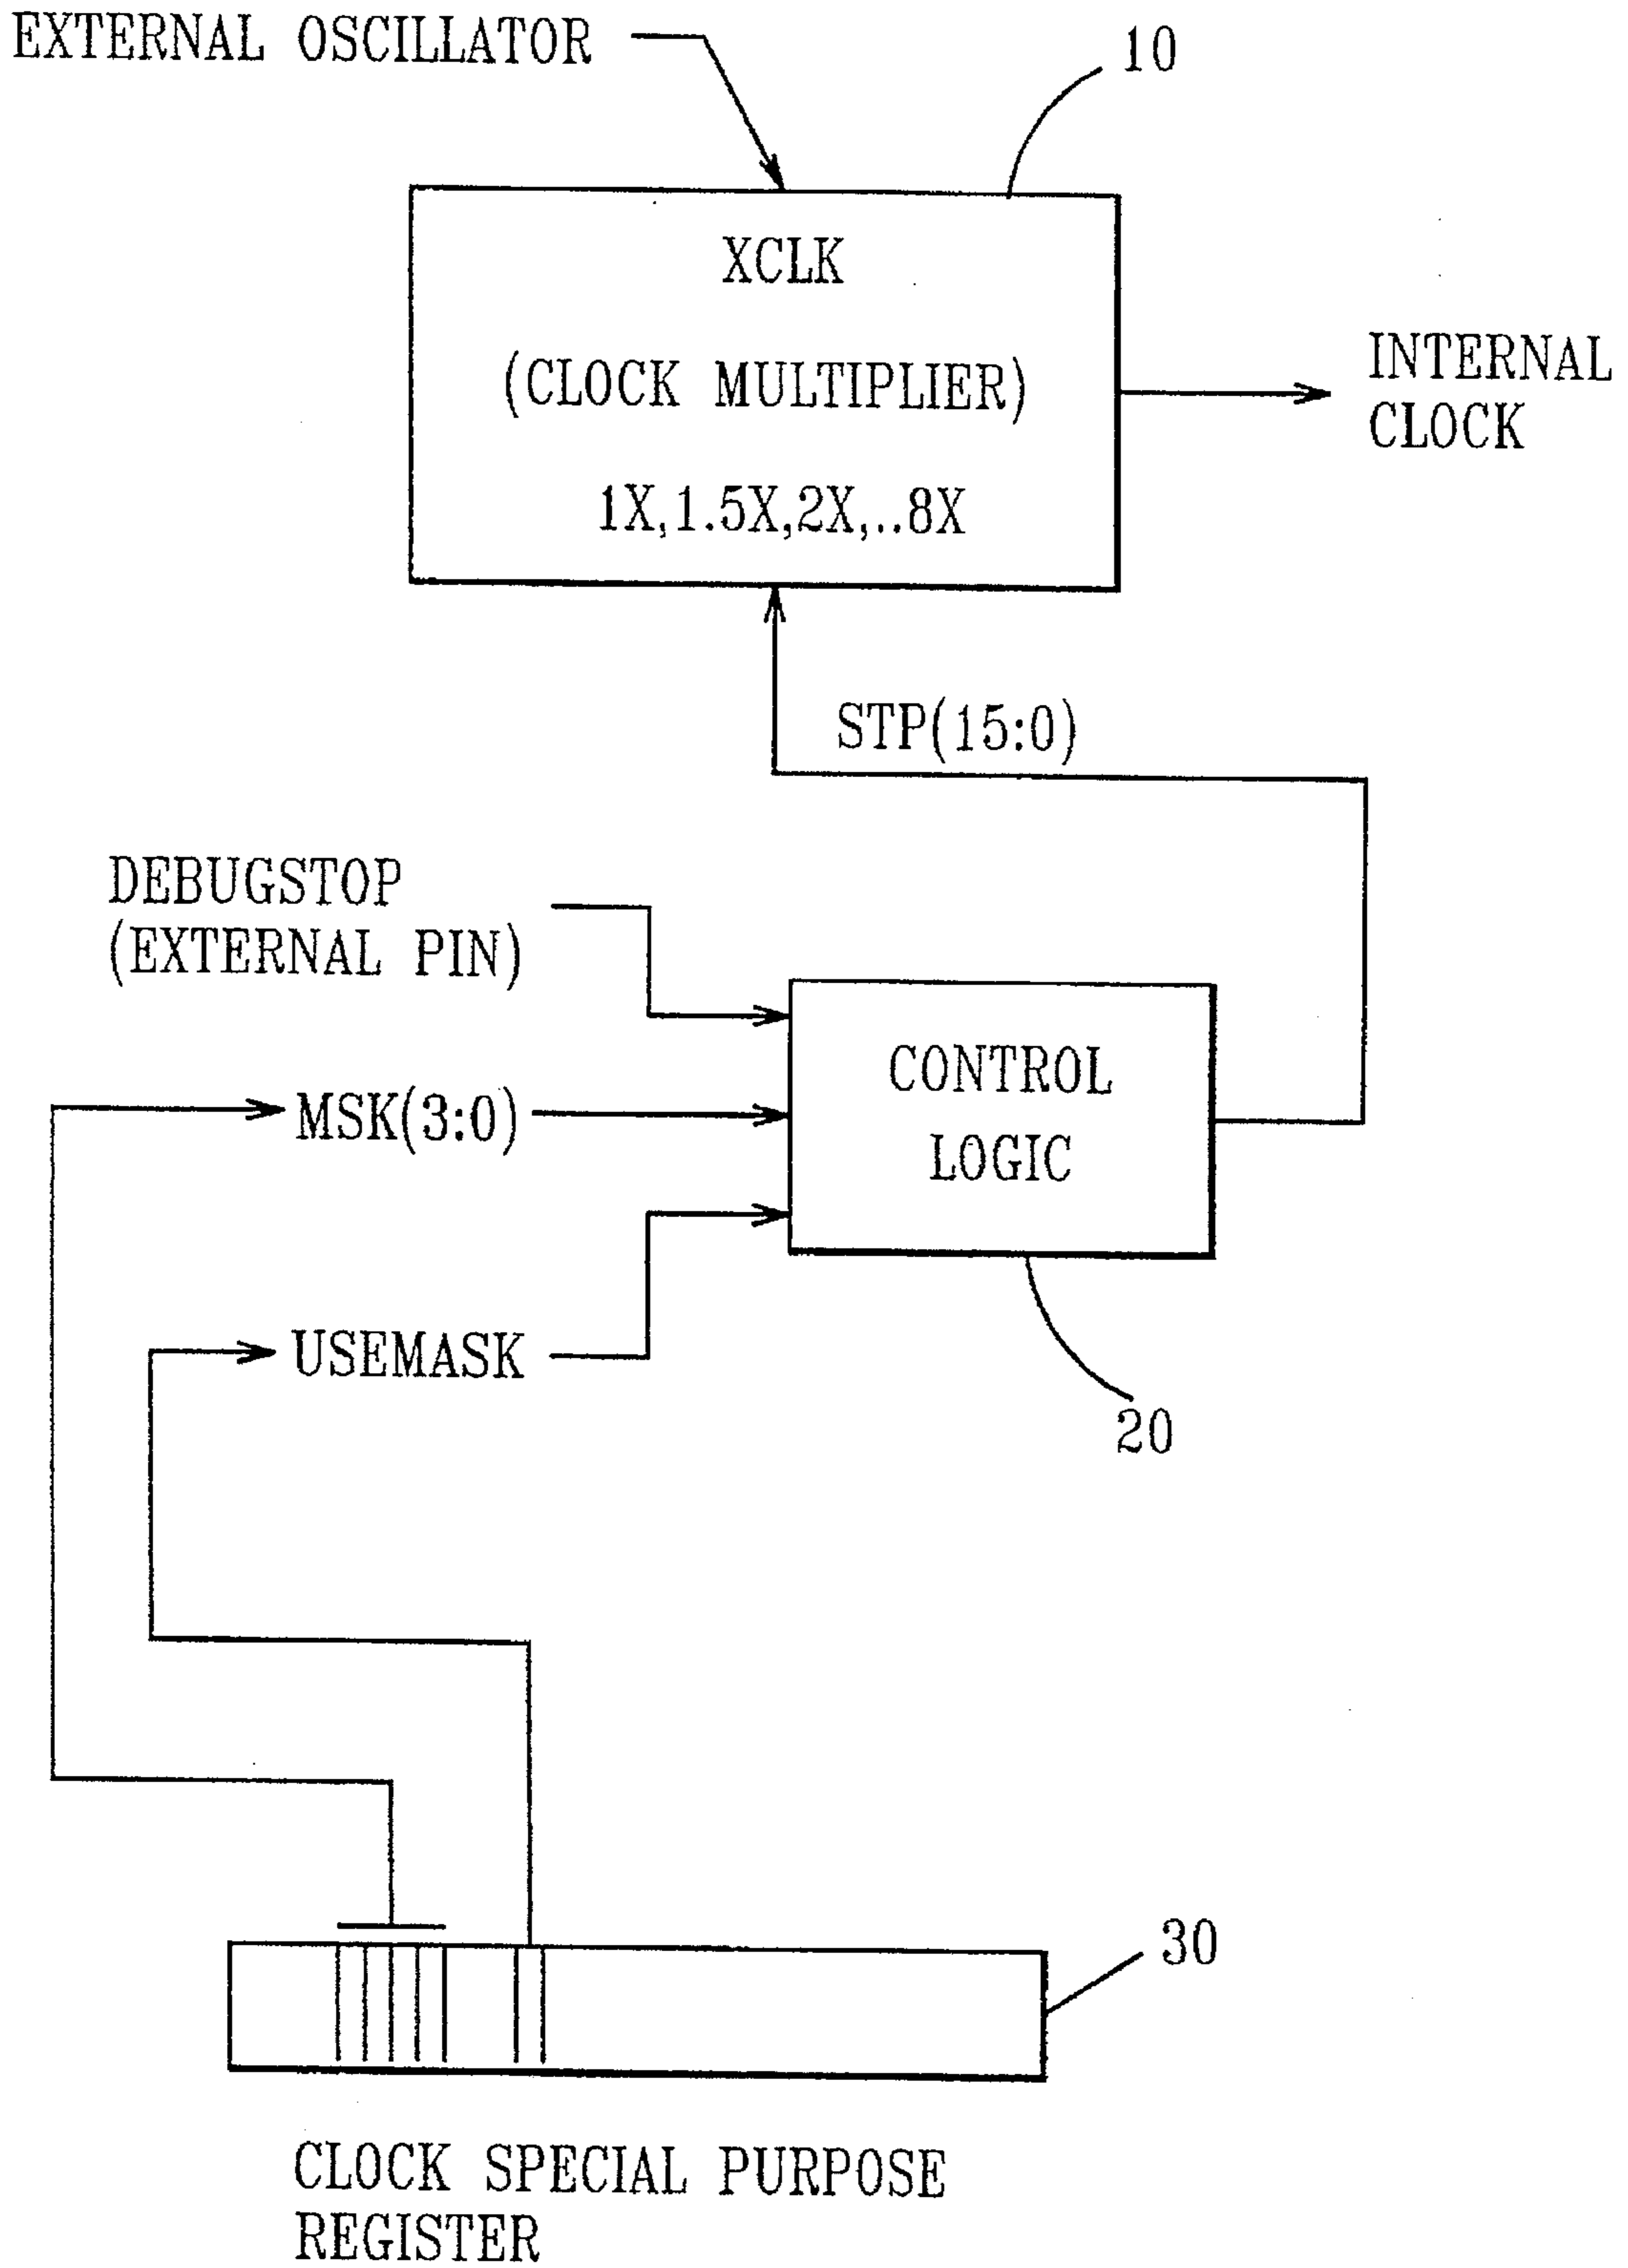 EXTERNAL OSCILLATOR
10
XCLK
(CLOCK MULTIPLIER)
1X,1.5X,2X,..8X
INTERNAL
CLOCK
STP(15:0)
DEBUGSTOP
(EXTERNAL PIN)
MSK(3:0)
CONTROL
LOGIC
USEMASK
20
30
CLOCK SPECIAL PURPOSE
REGISTER